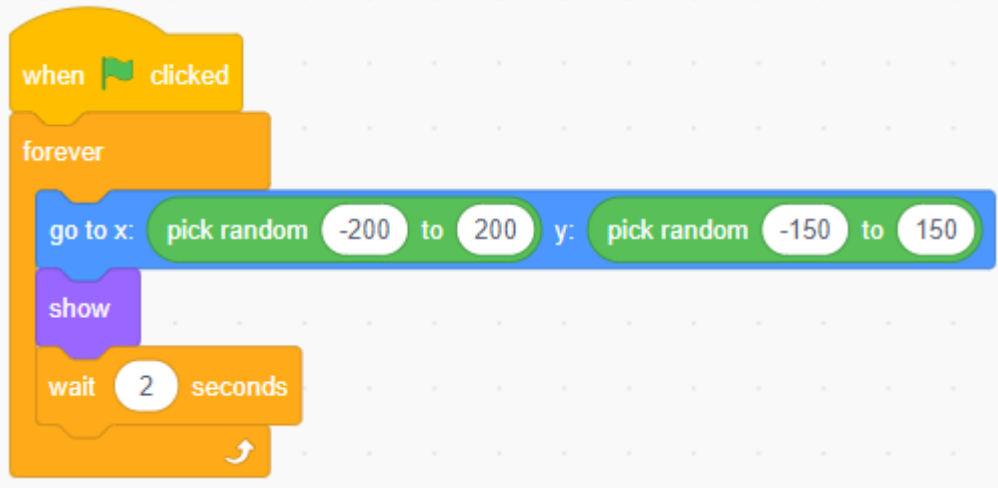 when clicked
forever
go to x: pick random -200 to 200 y: pick random -150 to 150
show
wait 2 seconds